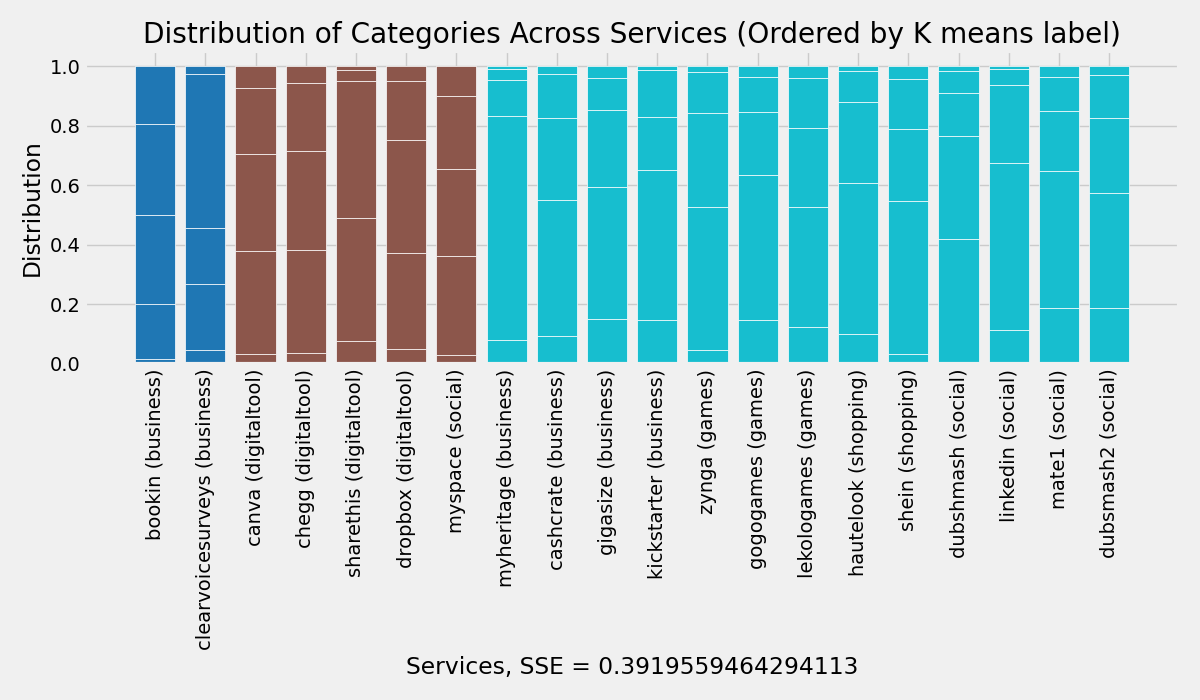 Distribution of Categories Across Services (Ordered by K means label)
Distribution
1.0
0.8
0.6
0.4
0.2
0.0
bookin (business)
clearvoicesurveys (business)
canva (digitaltool)
chegg (digitaltool)
sharethis (digitaltool)
dropbox (digitaltool)
myspace (social)
myheritage (business)
cashcrate (business)
gigasize (business)
kickstarter (business)
zynga (games)
gogogames (games)
lekologames (games)
hautelook (shopping)
shein (shopping)
dubshmash (social)
linkedin (social)
mate1 (social)
dubsmash2 (social)
Services, SSE = 0.3919559464294113